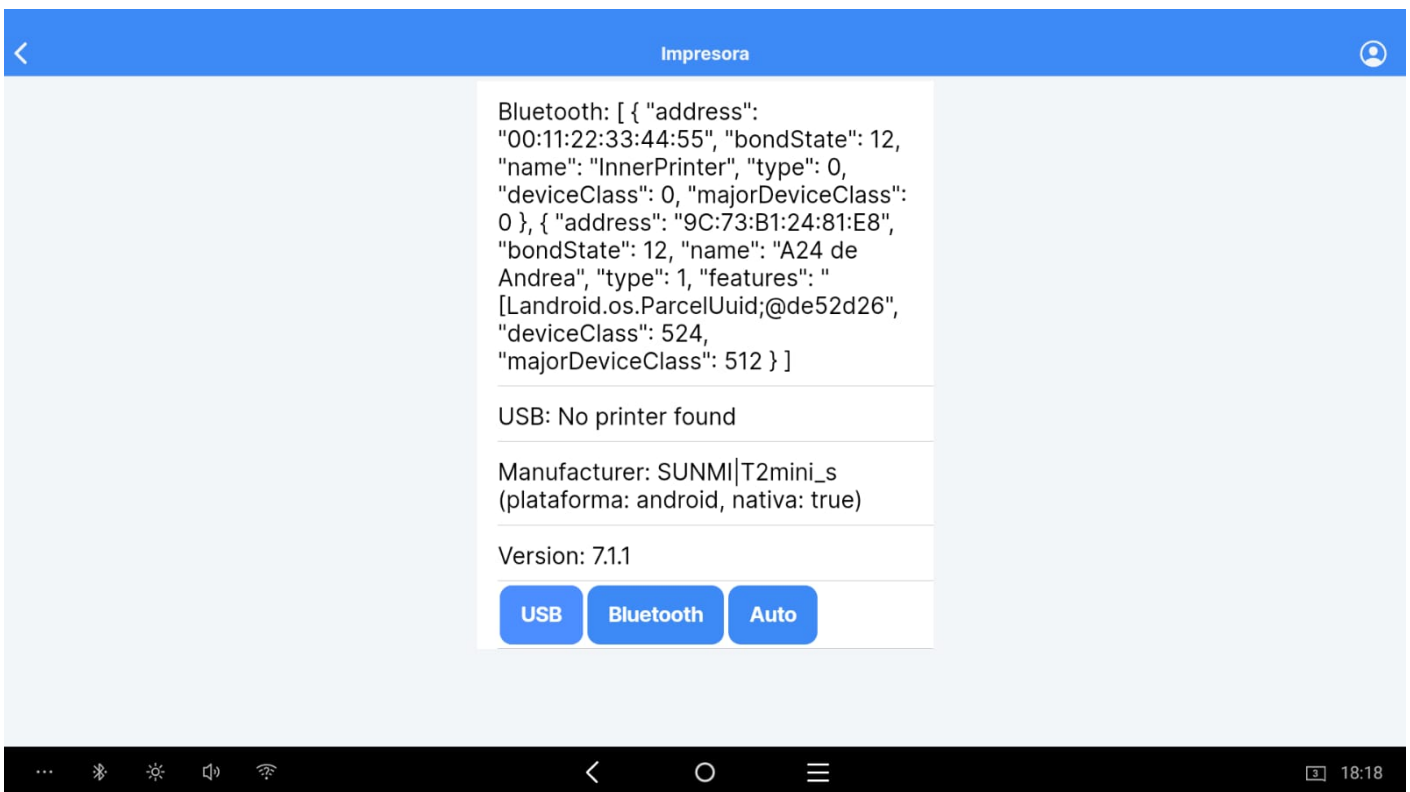 Impresora
Bluetooth: [ { "address":
"00:11:22:33:44:55", "bondState": 12,
"name": "InnerPrinter", "type": 0,
"deviceClass": 0, "majorDeviceClass":
0 }, { "address": "9C:73:B1:24:81:E8",
"bondState": 12, "name": "A24 de
Andrea", "type": 1, "features": "
[Landroid.os.ParcelUuid;@de52d26",
"deviceClass": 524,
"majorDeviceClass": 512 } ]
USB: No printer found
Manufacturer: SUNMI|T2mini_s
(plataforma: android, nativa: true)
Version: 7.1.1
USB Bluetooth Auto
3 18:18